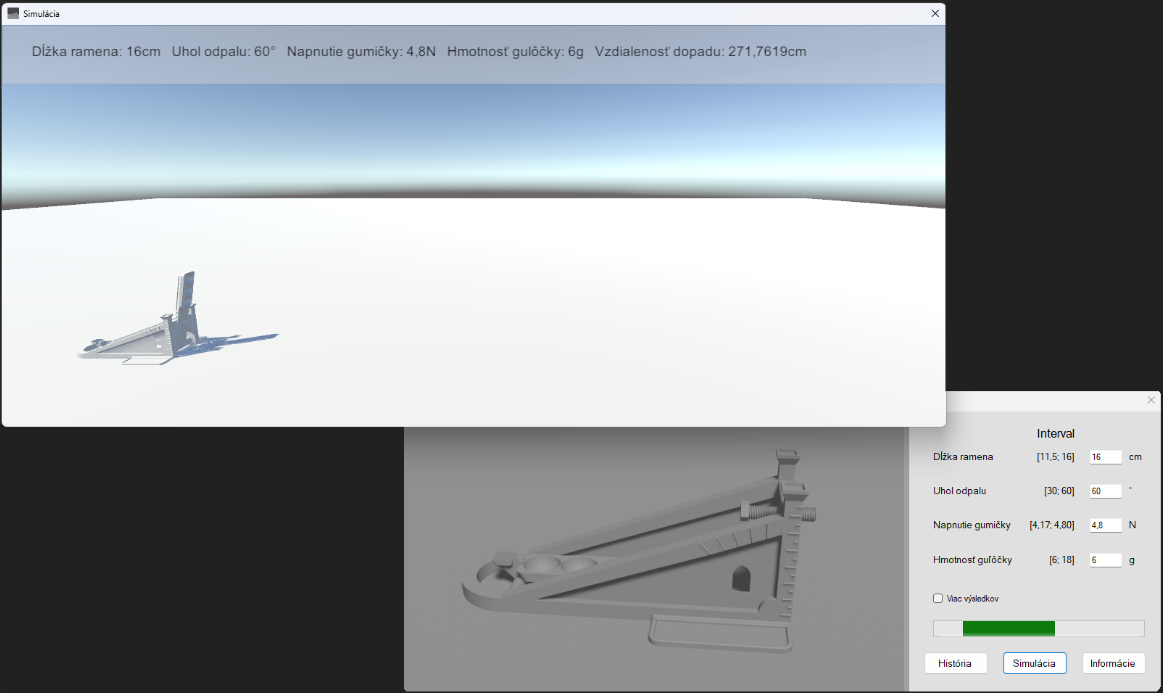 Simulácia
Dĺžka ramena: 16cm Uhol odpalu: 60° Napnutie gumičky: 4,8N Hmotnosť gulôčky: 6g Vzdialenosť dopadu: 271,7619cm
Interval
Dĺžka ramena [11,5; 16] 16 cm
Uhol odpalu [30; 60] 60 °
Napnutie gumičky [4,17; 4,80] 4,8 N
Hmotnosť guľôčky [6; 18] 6 g
Viac výsledkov
História Simulácia Informácie